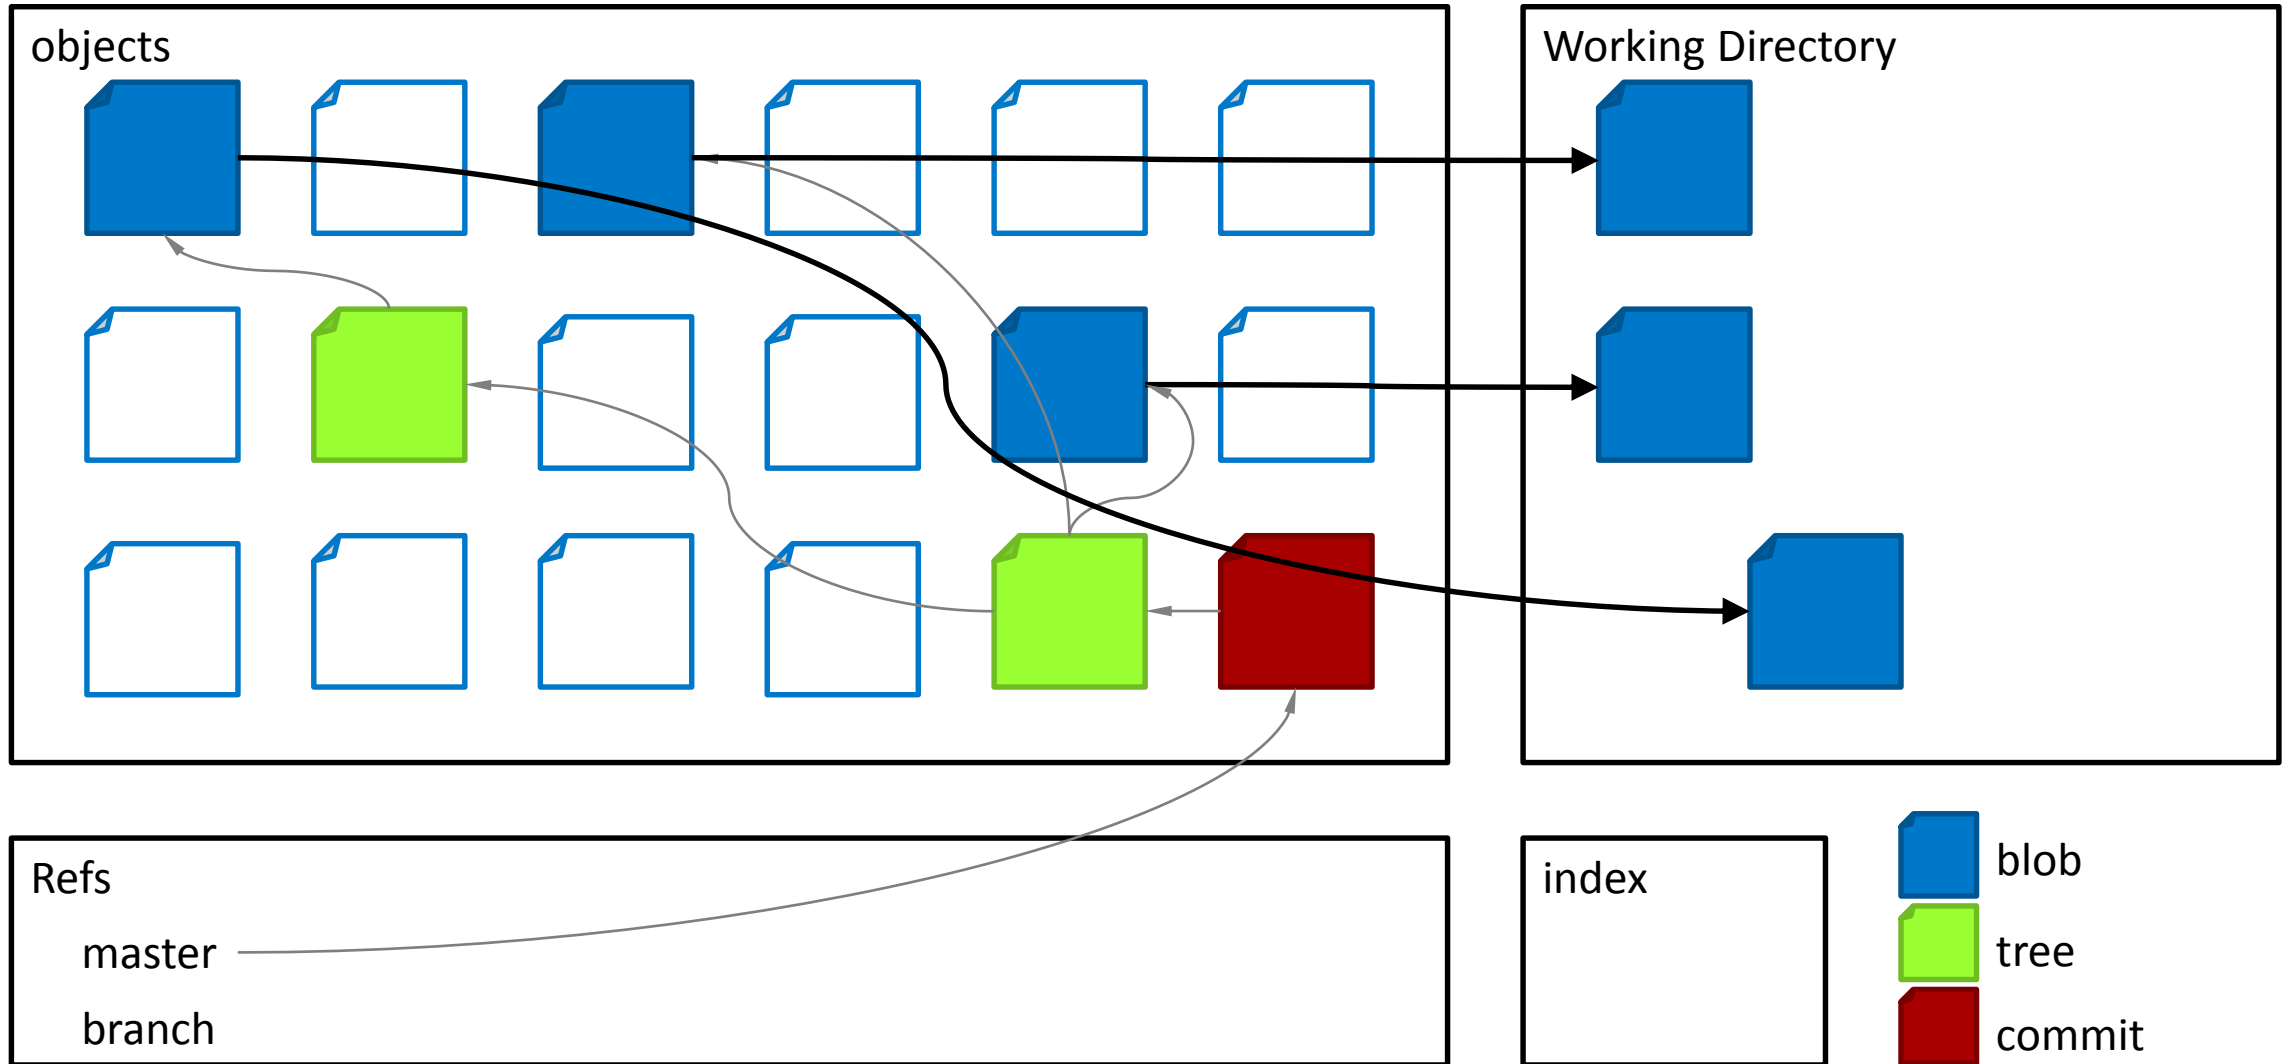 objects
Working Directory
Refs
master
branch
index
blob
tree
commit